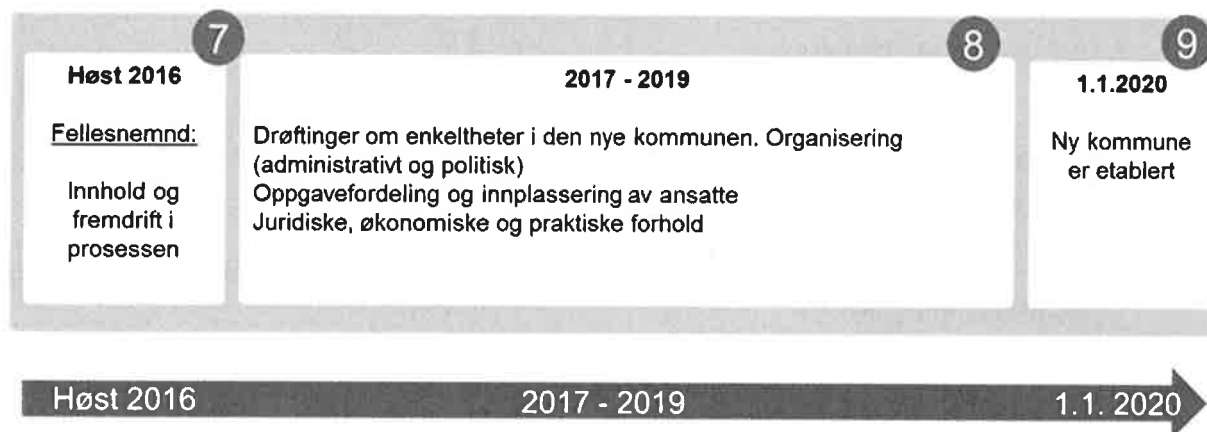 7
Høst 2016
Fellesnemnd:
Innhold og
fremdrift i
prosessen
8
2017 - 2019
Drøftinger om enkeltheter i den nye kommunen. Organisering
(administrativt og politisk)
Oppgavefordeling og innplassering av ansatte
Juridiske, økonomiske og praktiske forhold
9
1.1.2020
Ny kommune
er etablert
Høst 2016
2017 - 2019
1.1. 2020